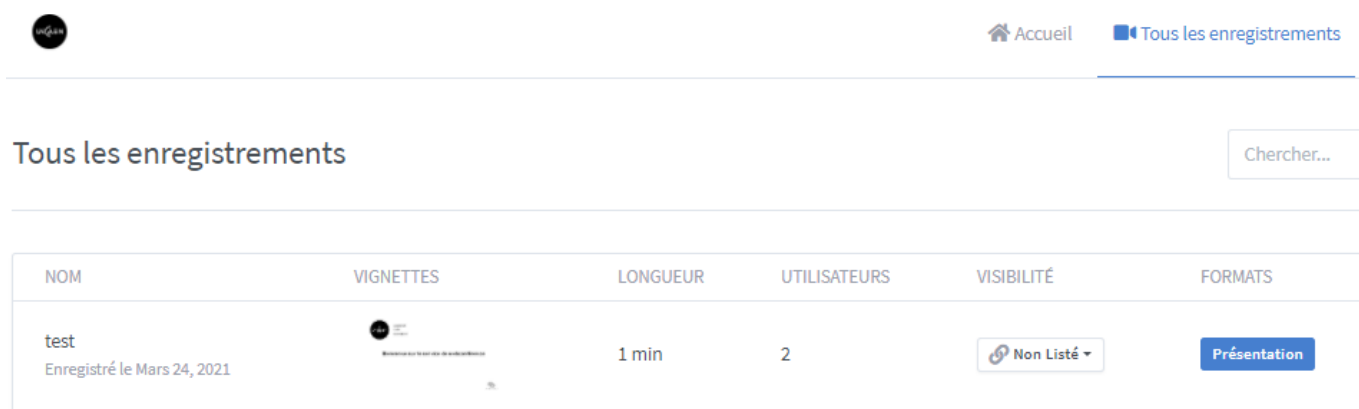 Accueil
Tous les enregistrements
Tous les enregistrements
Chercher...
NOM VIGNETTES LONGUEUR UTILISATEURS VISIBILITÉ FORMATS
test
Enregistré le Mars 24, 2021
1 min 2 Non Listé Présentation